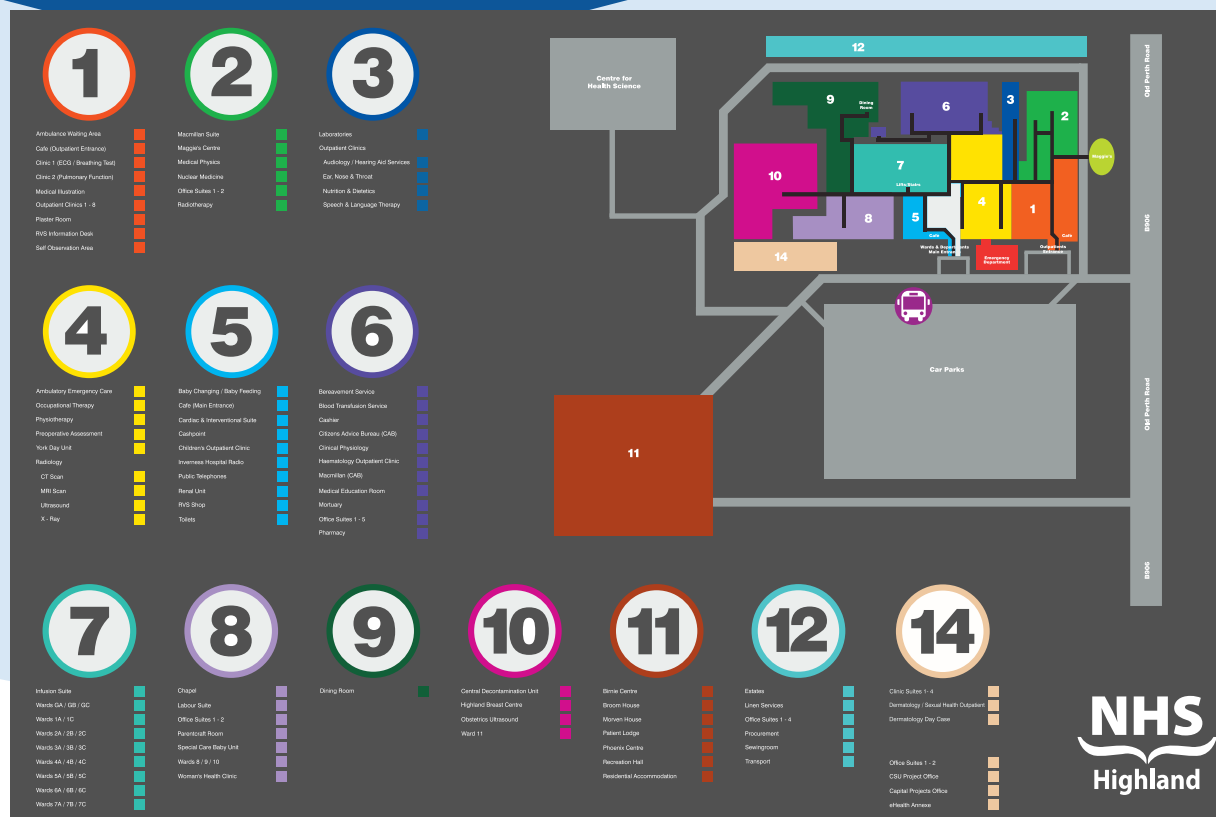 1
Ambulance Waiting Area
Cafe (Outpatient Entrance)
Clinic 1 (ECG / Breathing Test)
Clinic 2 (Pulmonary Function)
Medical Illustration
Outpatient Clinics 1 - 8
Plaster Room
RVS Information Desk
Self Observation Area
2
Macmillan Suite
Maggie's Centre
Medical Physics
Nuclear Medicine
Office Suites 1 - 2
Radiotherapy
3
Laboratories
Outpatient Clinics
Audiology / Hearing Aid Services
Ear, Nose & Throat
Nutrition & Dietetics
Speech & Language Therapy
4
Ambulatory Emergency Care
Occupational Therapy
Physiotherapy
Preoperative Assessment
York Day Unit
Radiology
CT Scan
MRI Scan
Ultrasound
X - Ray
5
Baby Changing / Baby Feeding
Cafe (Main Entrance)
Cardiac & Interventional Suite
Cashpoint
Children's Outpatient Clinic
Inverness Hospital Radio
Public Telephones
Renal Unit
RVS Shop
Toilets
6
Bereavement Service
Blood Transfusion Service
Cashier
Citizens Advice Bureau (CAB)
Clinical Physiology
Haematology Outpatient Clinic
Macmillan (CAB)
Medical Education Room
Mortuary
Office Suites 1 - 5
Pharmacy
7
Infusion Suite
Wards GA / GB / GC
Wards 1A / 1C
Wards 2A / 2B / 2C
Wards 3A / 3B / 3C
Wards 4A / 4B / 4C
Wards 5A / 5B / 5C
Wards 6A / 6B / 6C
Wards 7A / 7B / 7C
8
Chapel
Labour Suite
Office Suites 1 - 2
Parentcraft Room
Special Care Baby Unit
Wards 8 / 9 / 10
Woman's Health Clinic
9
Dining Room
10
Central Decontamination Unit
Highland Breast Centre
Obstetrics Ultrasound
Ward 11
11
Birnie Centre
Broom House
Morven House
Patient Lodge
Phoenix Centre
Recreation Hall
Residential Accommodation
12
Estates
Linen Services
Office Suites 1 - 4
Procurement
Sewingroom
Transport
14
Clinic Suites 1- 4
Dermatology / Sexual Health Outpatient
Dermatology Day Case
Office Suites 1 - 2
CSU Project Office
Capital Projects Office
eHealth Annexe
Centre for
Health Science
12
9
Dining
Room
6
3
2
Maggie's
7
Lifts/Stairs
10
8
5
Cafe
4
1
Cafe
Wards & Departments
Main Entrance
Emergency
Department
Outpatients
Entrance
14
Car Parks
11
Old Perth Road
B906
Old Perth Road
B906
NHS
Highland